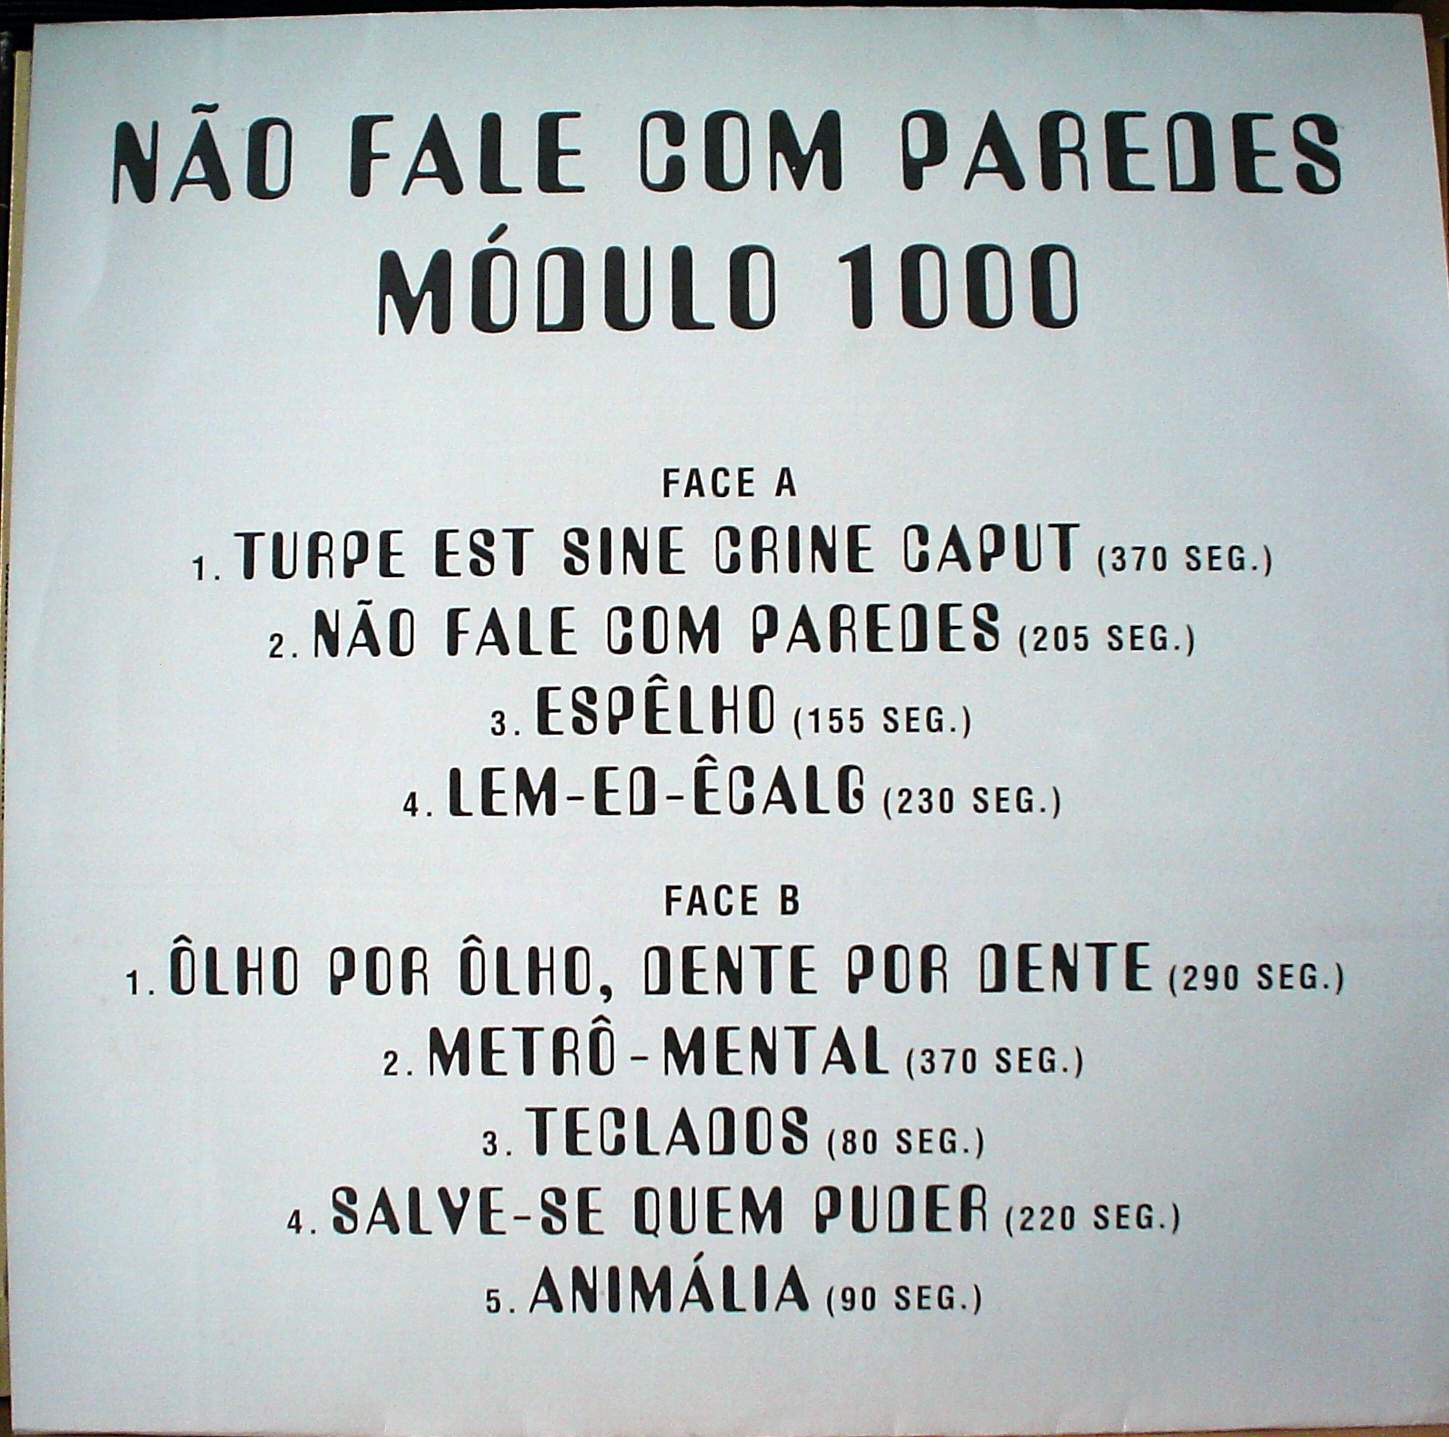 NÃO FALE COM PAREDES
MÓDULO 1000
FACE A
1. TURPE EST SINE CRINE CAPUT (370 SEG.)
2. NÃO FALE COM PAREDES (205 SEG.)
3. ESPÊLHO (155 SEG.)
4. LEM-ED-ÊCALG (230 SEG.)
FACE B
1. ÔLHO POR ÔLHO, DENTE POR DENTE (290 SEG.)
2. METRÔ-MENTAL (370 SEG.)
3. TECLADOS (80 SEG.)
4. SALVE-SE QUEM PUDER (220 SEG.)
5. ANIMÁLIA (90 SEG.)